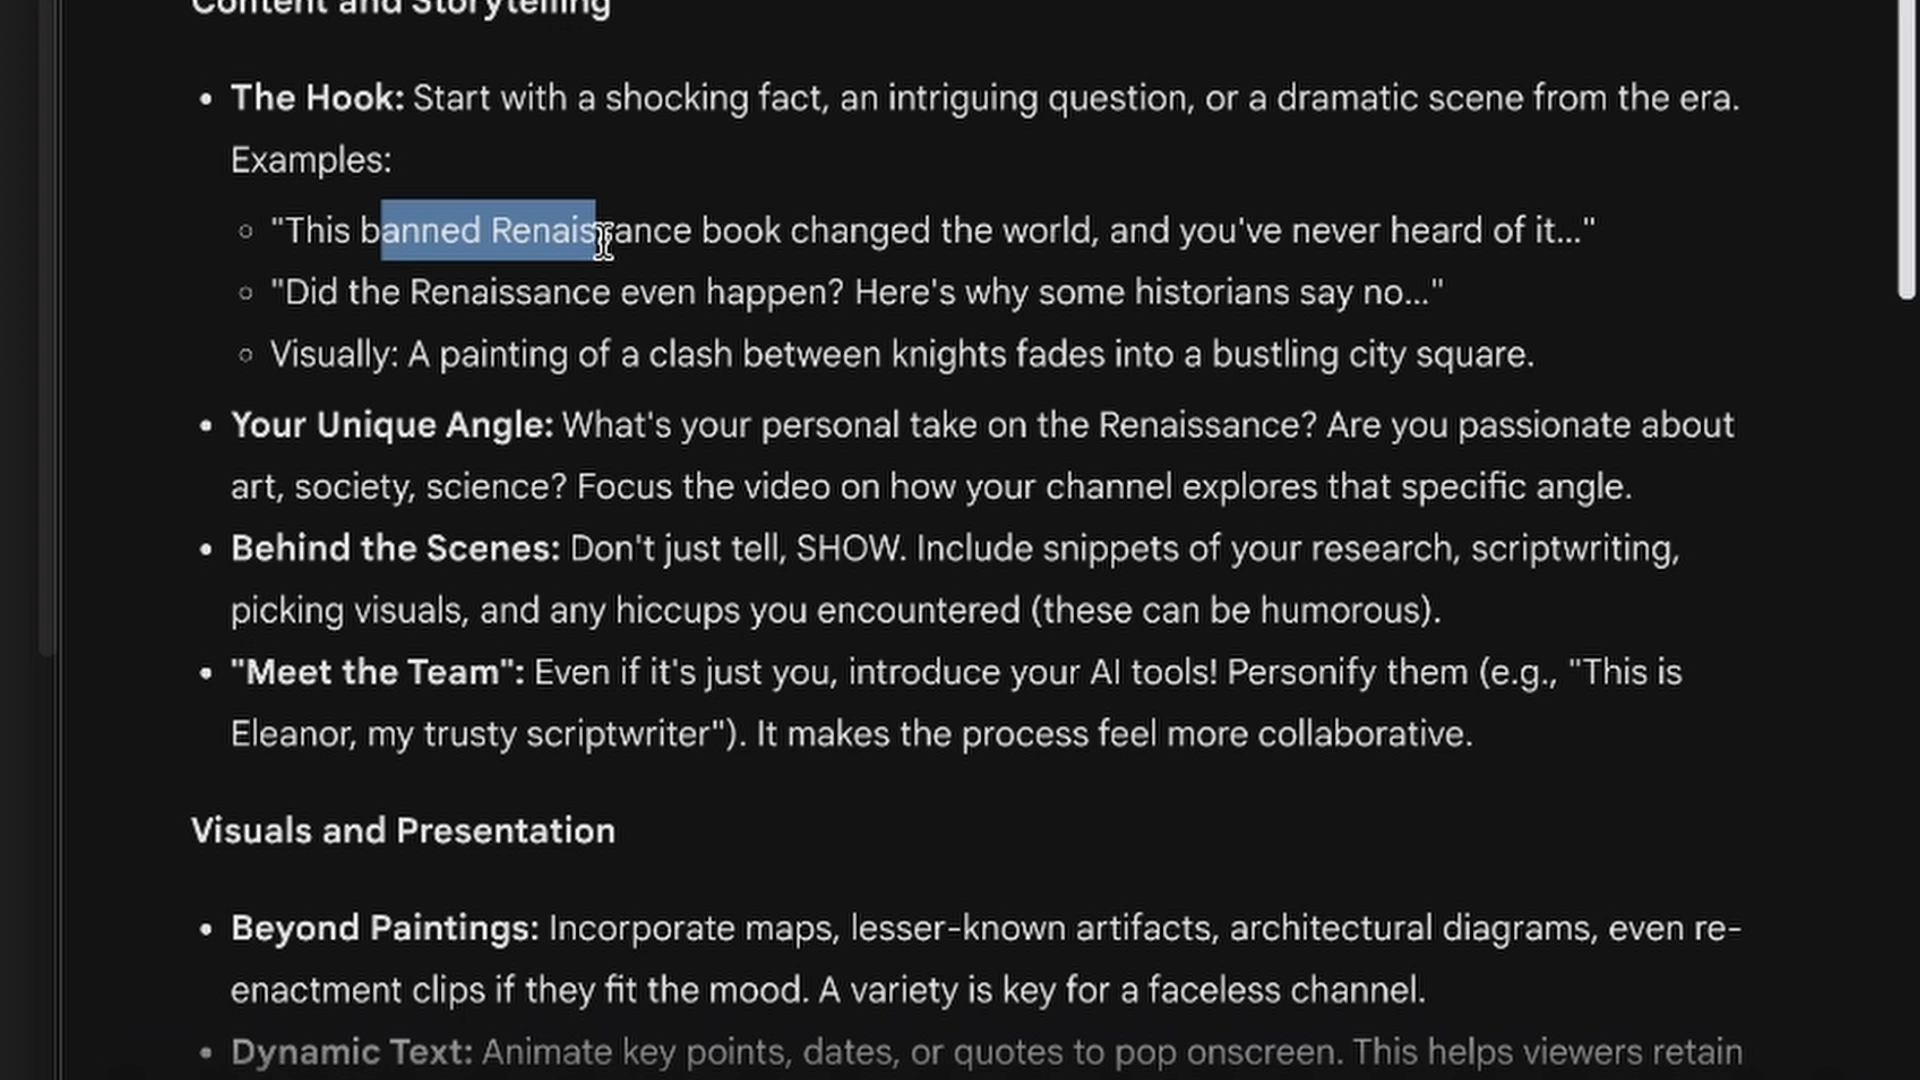 Content and Storytelling
• The Hook: Start with a shocking fact, an intriguing question, or a dramatic scene from the era.
Examples:
◦ "This banned Renaissance book changed the world, and you've never heard of it..."
◦ "Did the Renaissance even happen? Here's why some historians say no..."
◦ Visually: A painting of a clash between knights fades into a bustling city square.
• Your Unique Angle: What's your personal take on the Renaissance? Are you passionate about
art, society, science? Focus the video on how your channel explores that specific angle.
• Behind the Scenes: Don't just tell, SHOW. Include snippets of your research, scriptwriting,
picking visuals, and any hiccups you encountered (these can be humorous).
• "Meet the Team": Even if it's just you, introduce your AI tools! Personify them (e.g., "This is
Eleanor, my trusty scriptwriter"). It makes the process feel more collaborative.
Visuals and Presentation
• Beyond Paintings: Incorporate maps, lesser-known artifacts, architectural diagrams, even re-
enactment clips if they fit the mood. A variety is key for a faceless channel.
• Dynamic Text: Animate key points, dates, or quotes to pop onscreen. This helps viewers retain